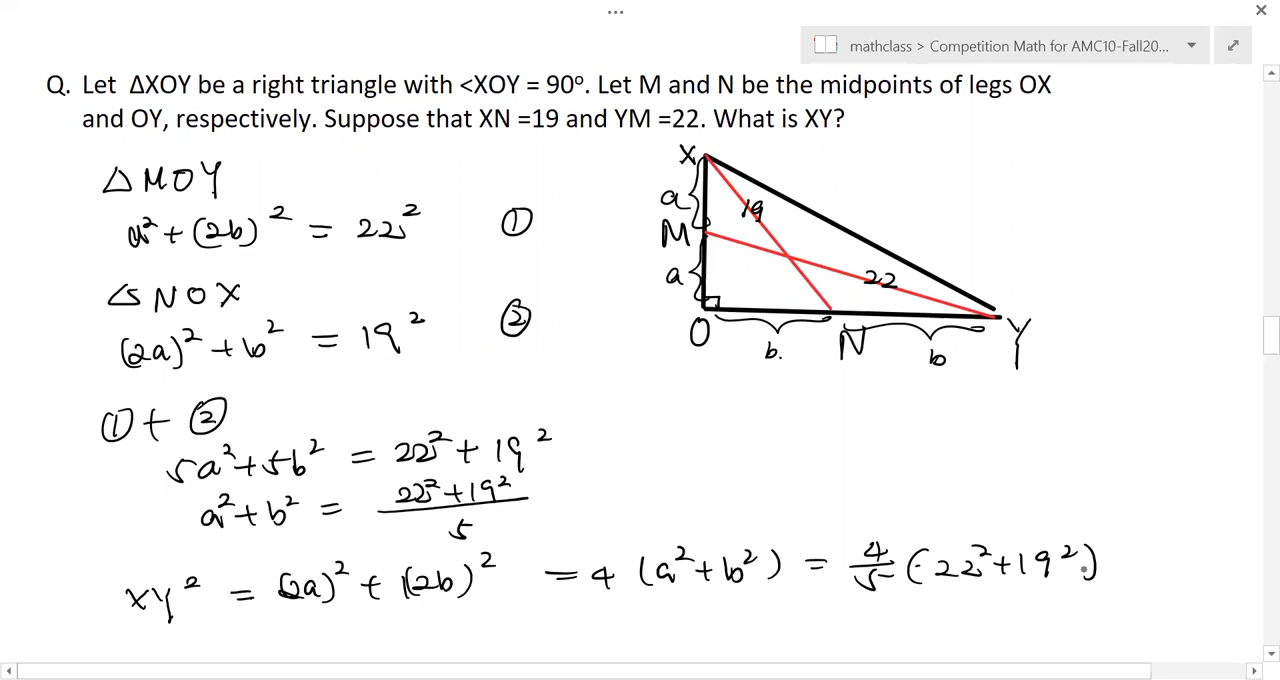 ...
mathclass > Competition Math for AMC10-Fall20...
Q. Let ΔXOY be a right triangle with <XOY = 90°. Let M and N be the midpoints of legs OX
and OY, respectively. Suppose that XN =19 and YM =22. What is XY?
△MOY
a² + (2b)² = 22² ①
△NOX
(2a)² + b² = 19² ②
① + ②
5a² + 5b² = 22² + 19²
a² + b² = (22² + 19²)/5
XY² = (2a)² + (2b)² = 4 (a² + b²) = 4/5 (22² + 19²)
X
a
19
M
a
22
O
b.
N
b
Y